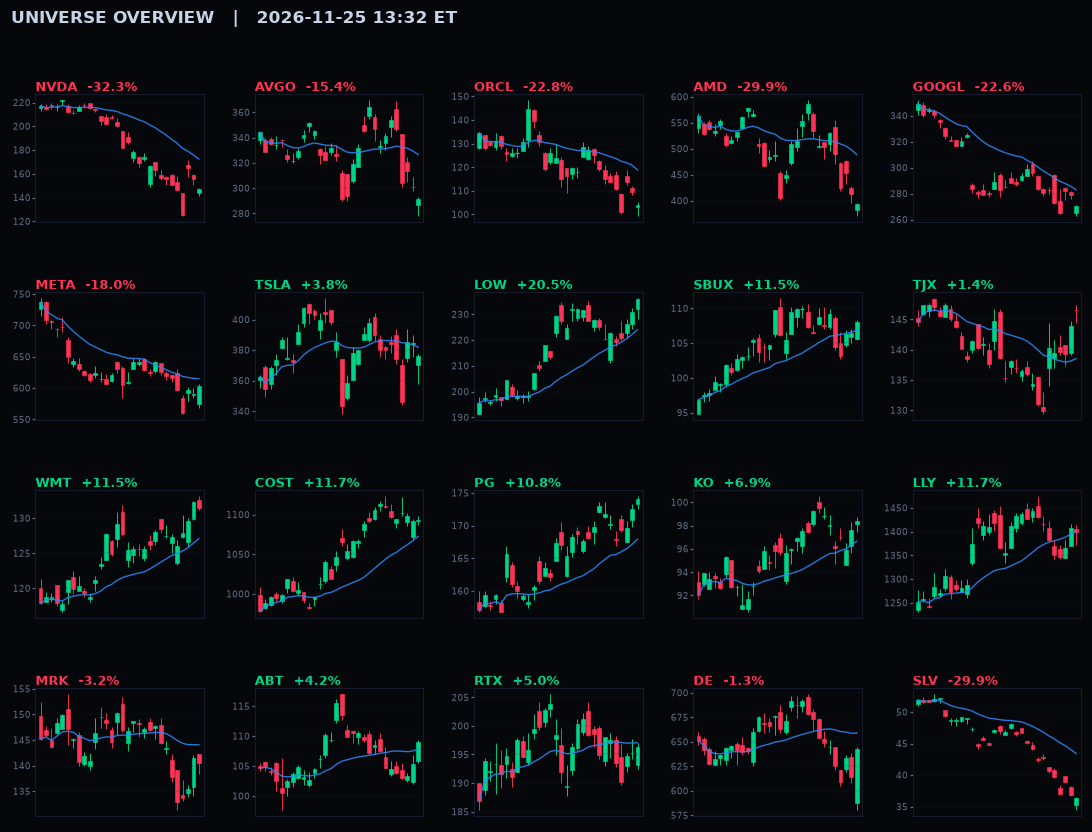 UNIVERSE OVERVIEW | 2026-11-25 13:32 ET
NVDA -32.3% AVGO -15.4% ORCL -22.8% AMD -29.9% GOOGL -22.6%
220 200 180 160 140 120
360 340 320 300 280
150 140 130 120 110 100
600 550 500 450 400
340 320 300 280 260
META -18.0% TSLA +3.8% LOW +20.5% SBUX +11.5% TJX +1.4%
750 700 650 600 550
400 380 360 340
230 220 210 200 190
110 105 100 95
145 140 135 130
WMT +11.5% COST +11.7% PG +10.8% KO +6.9% LLY +11.7%
130 125 120
1100 1050 1000
175 170 165 160
100 98 96 94 92
1450 1400 1350 1300 1250
MRK -3.2% ABT +4.2% RTX +5.0% DE -1.3% SLV -29.9%
155 150 145 140 135
115 110 105 100
205 200 195 190 185
700 675 650 625 600 575
50 45 40 35